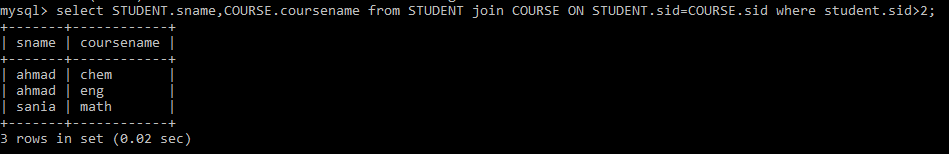 mysql> select STUDENT.sname,COURSE.coursename from STUDENT join COURSE ON STUDENT.sid=COURSE.sid where student.sid>2;
+-------+------------+
| sname | coursename |
+-------+------------+
| ahmad | chem       |
| ahmad | eng        |
| sania | math       |
+-------+------------+
3 rows in set (0.02 sec)